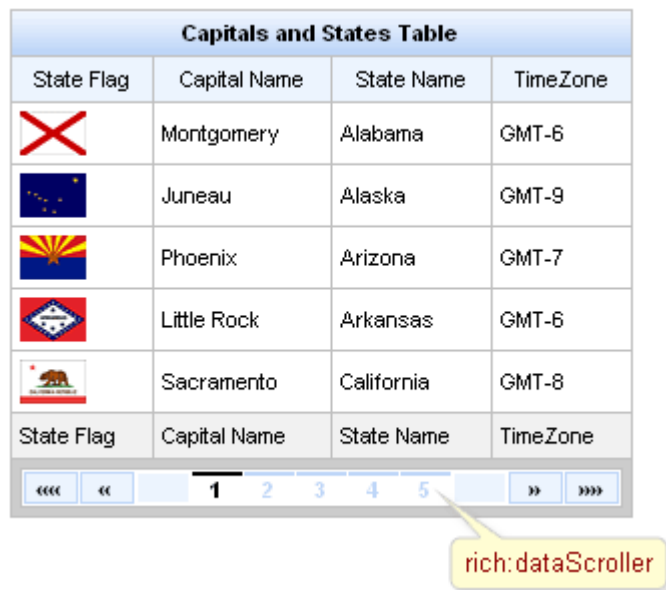 Capitals and States Table
State Flag Capital Name State Name TimeZone
Montgomery Alabama GMT-6
Juneau Alaska GMT-9
Phoenix Arizona GMT-7
Little Rock Arkansas GMT-6
Sacramento California GMT-8
State Flag Capital Name State Name TimeZone
«« « 1 2 3 4 5 » »»
rich:dataScroller